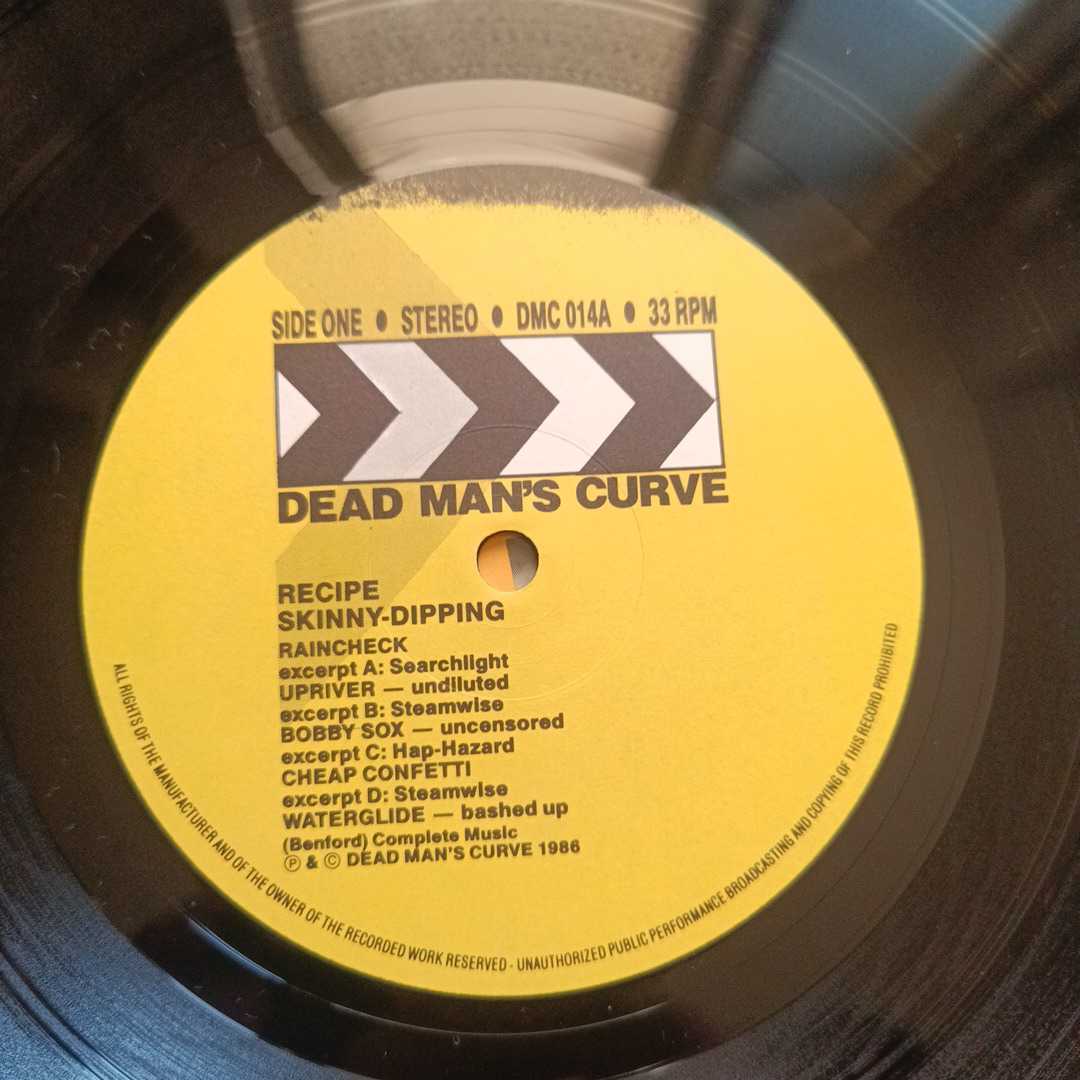 SIDE ONE • STEREO • DMC 014A • 33 RPM
DEAD MAN'S CURVE
RECIPE
SKINNY-DIPPING
RAINCHECK
excerpt A: Searchlight
UPRIVER — undiluted
excerpt B: Steamwise
BOBBY SOX — uncensored
excerpt C: Hap-Hazard
CHEAP CONFETTI
excerpt D: Steamwise
WATERGLIDE — bashed up
(Benford) Complete Music
℗ & © DEAD MAN'S CURVE 1986
ALL RIGHTS OF THE MANUFACTURER AND OF THE OWNER OF THE RECORDED WORK RESERVED - UNAUTHORIZED PUBLIC PERFORMANCE BROADCASTING AND COPYING OF THIS RECORD PROHIBITED